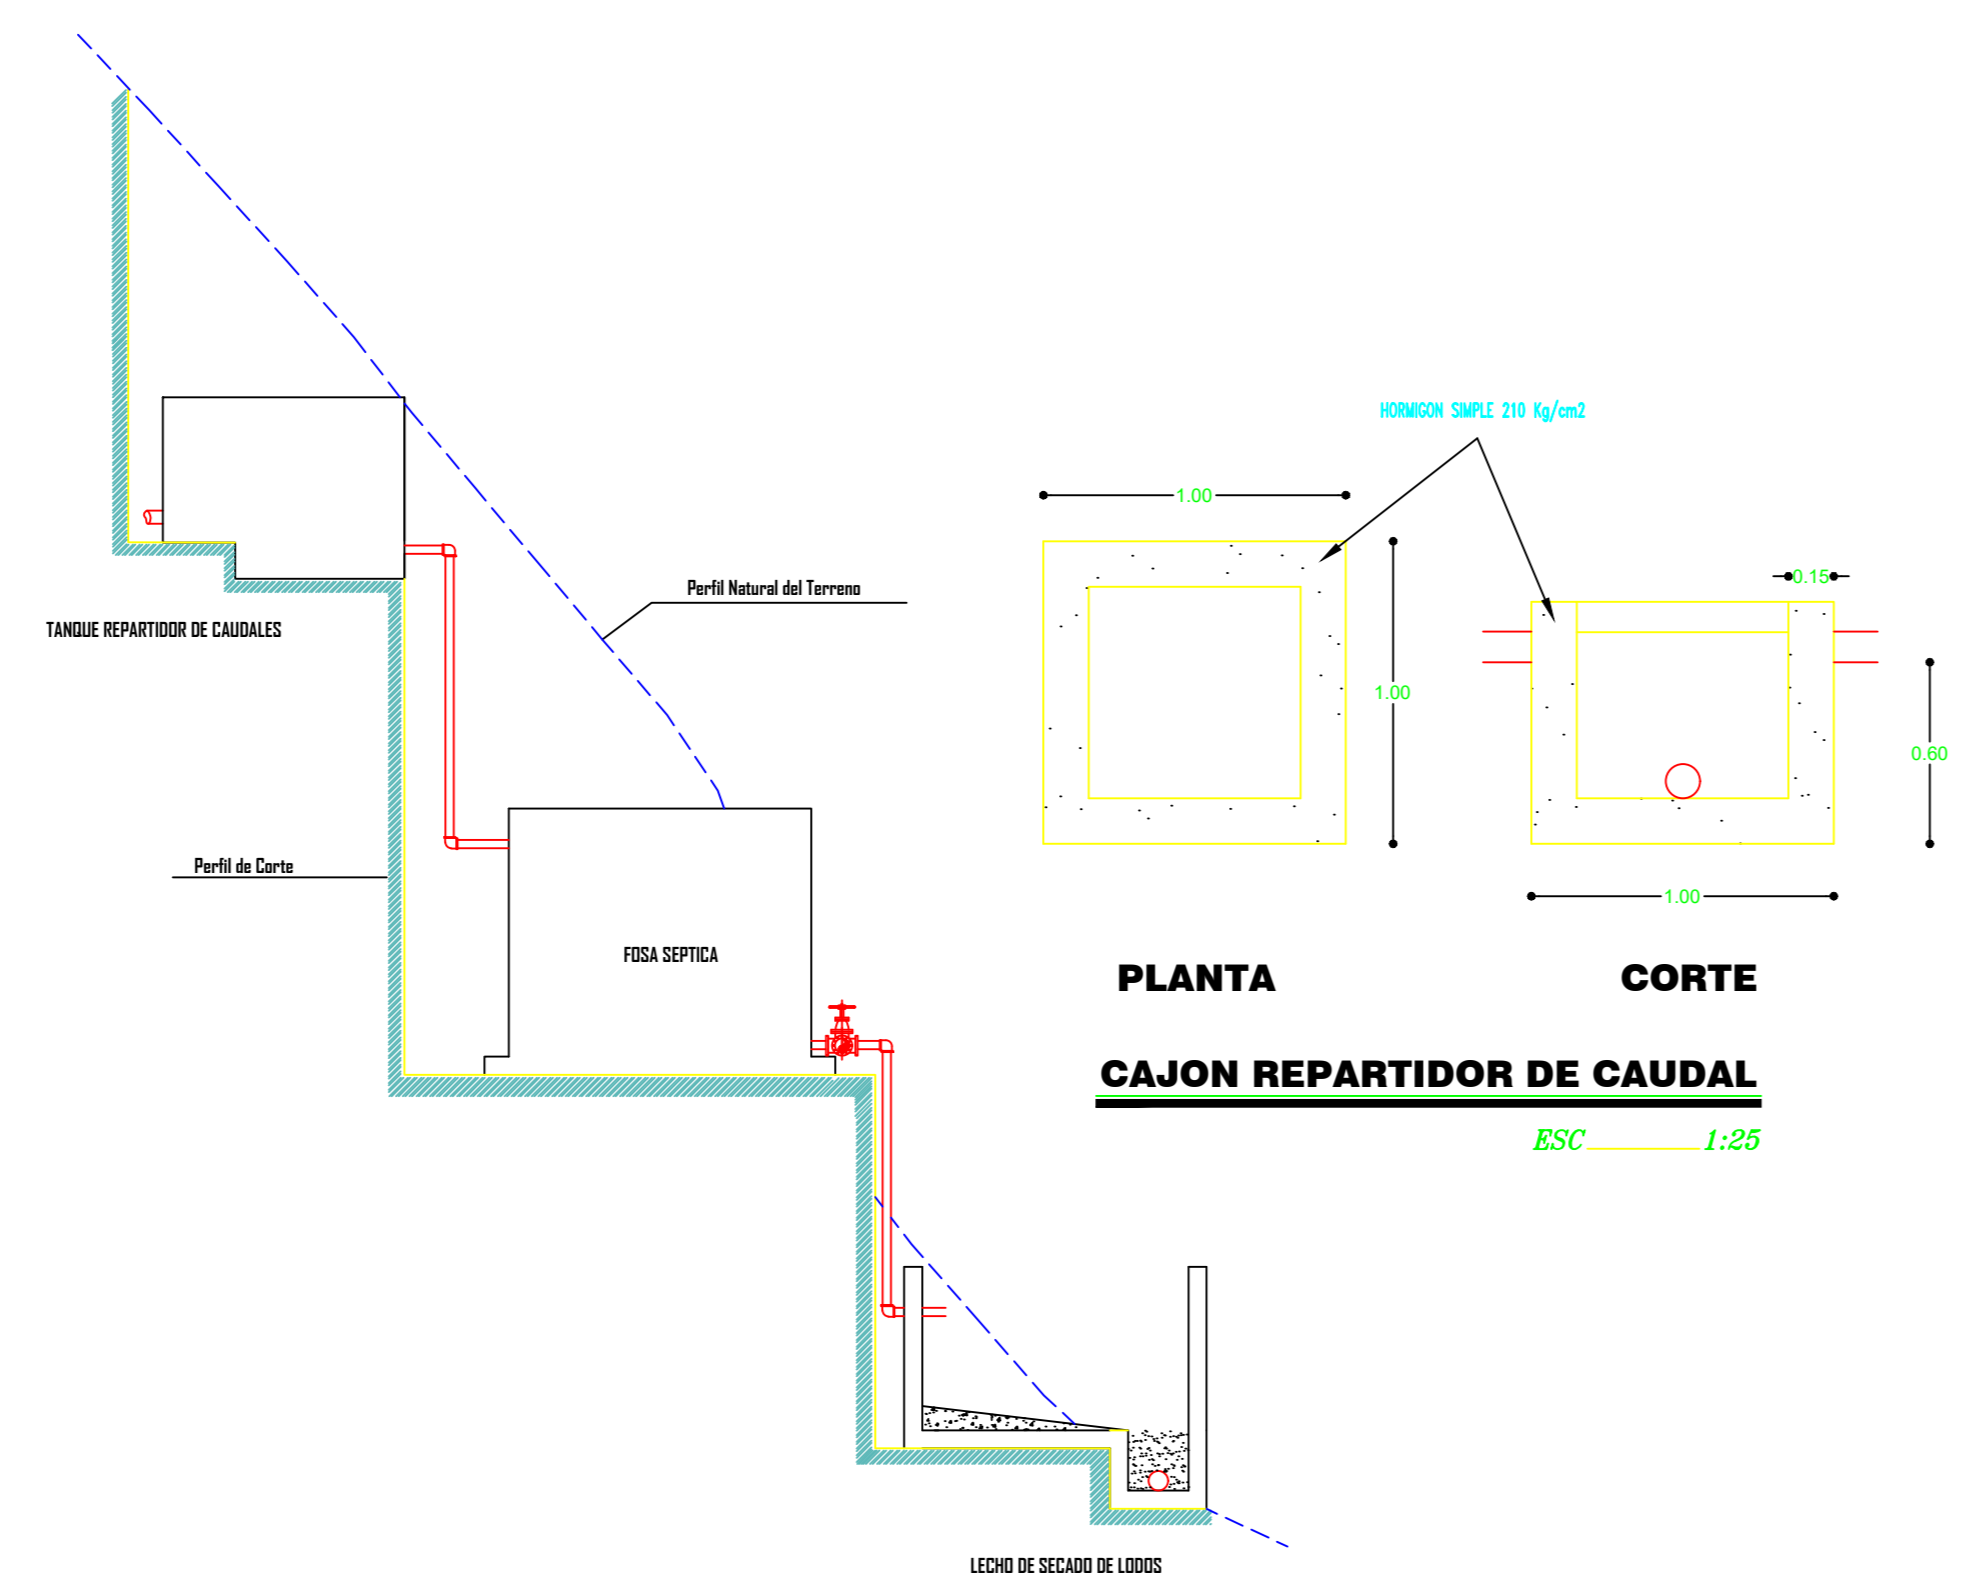 HORMIGON SIMPLE 210 Kg/cm2
1.00
0.15
Perfil Natural del Terreno
TANQUE REPARTIDOR DE CAUDALES
1.00
0.60
Perfil de Corte
1.00
FOSA SEPTICA
PLANTA
CORTE
CAJON REPARTIDOR DE CAUDAL
ESC 1:25
LECHO DE SECADO DE LODOS